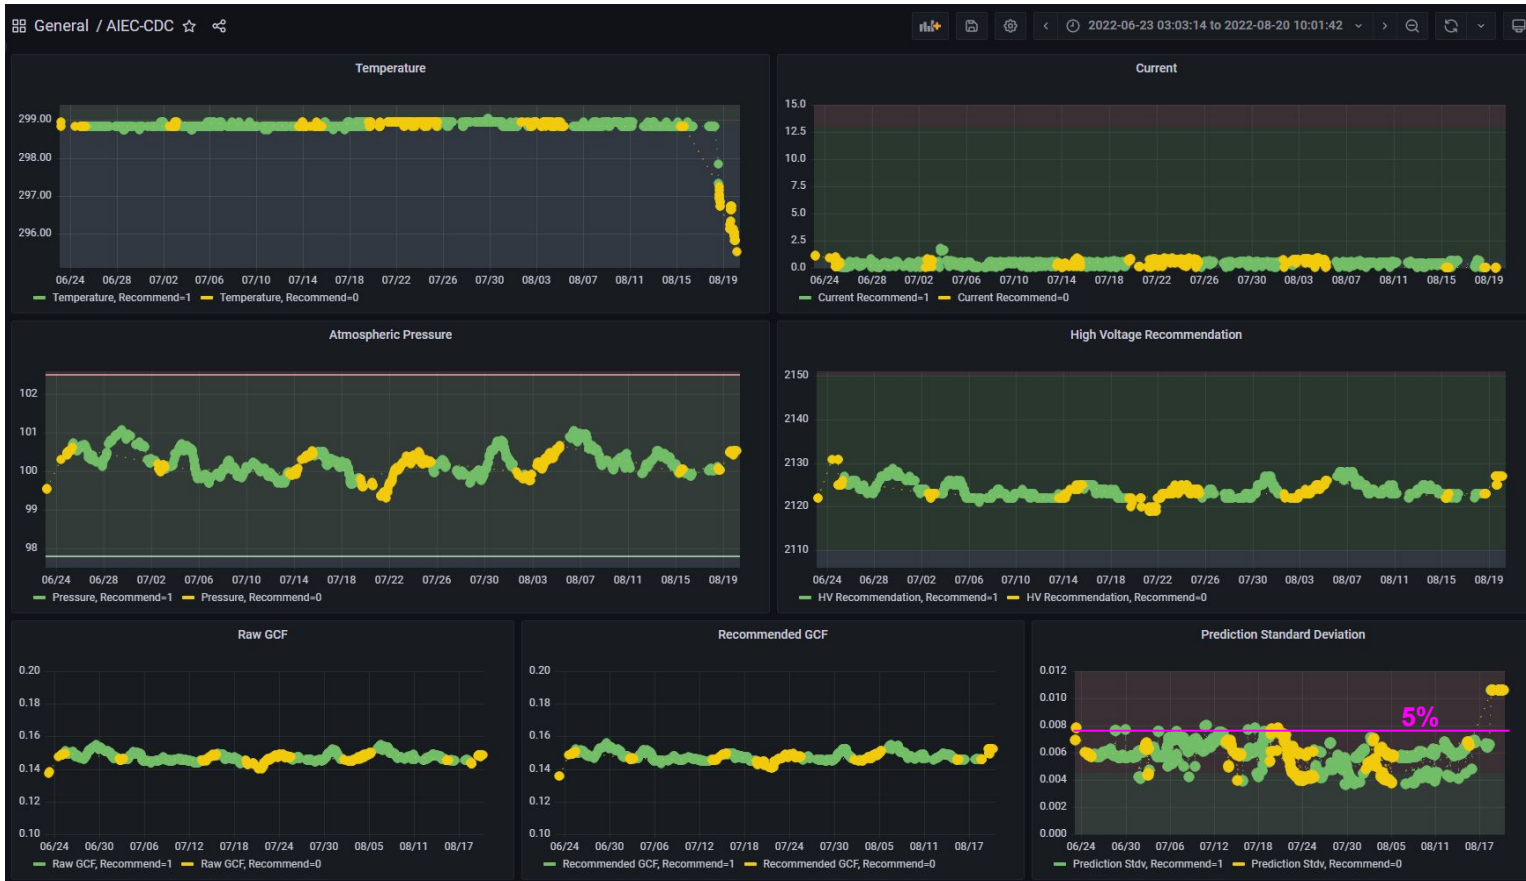 General / AIEC-CDC
2022-06-23 03:03:14 to 2022-08-20 10:01:42
Temperature
299.00
298.00
297.00
296.00
06/24 06/28 07/02 07/06 07/10 07/14 07/18 07/22 07/26 07/30 08/03 08/07 08/11 08/15 08/19
Temperature, Recommend=1 Temperature, Recommend=0
Current
15.0
12.5
10.0
7.5
5.0
2.5
0.0
06/24 06/28 07/02 07/06 07/10 07/14 07/18 07/22 07/26 07/30 08/03 08/07 08/11 08/15 08/19
Current Recommend=1 Current Recommend=0
Atmospheric Pressure
102
101
100
99
98
06/24 06/28 07/02 07/06 07/10 07/14 07/18 07/22 07/26 07/30 08/03 08/07 08/11 08/15 08/19
Pressure, Recommend=1 Pressure, Recommend=0
High Voltage Recommendation
2150
2140
2130
2120
2110
06/24 06/28 07/02 07/06 07/10 07/14 07/18 07/22 07/26 07/30 08/03 08/07 08/11 08/15 08/19
HV Recommendation, Recommend=1 HV Recommendation, Recommend=0
Raw GCF
0.20
0.18
0.16
0.14
0.12
0.10
06/24 06/30 07/06 07/12 07/18 07/24 07/30 08/05 08/11 08/17
Raw GCF, Recommend=1 Raw GCF, Recommend=0
Recommended GCF
0.20
0.18
0.16
0.14
0.12
0.10
06/24 06/30 07/06 07/12 07/18 07/24 07/30 08/05 08/11 08/17
Recommended GCF, Recommend=1 Recommended GCF, Recommend=0
Prediction Standard Deviation
0.012
0.010
5%
0.008
0.006
0.004
0.002
0.000
06/24 06/30 07/06 07/12 07/18 07/24 07/30 08/05 08/11 08/17
Prediction Stdv, Recommend=1 Prediction Stdv, Recommend=0